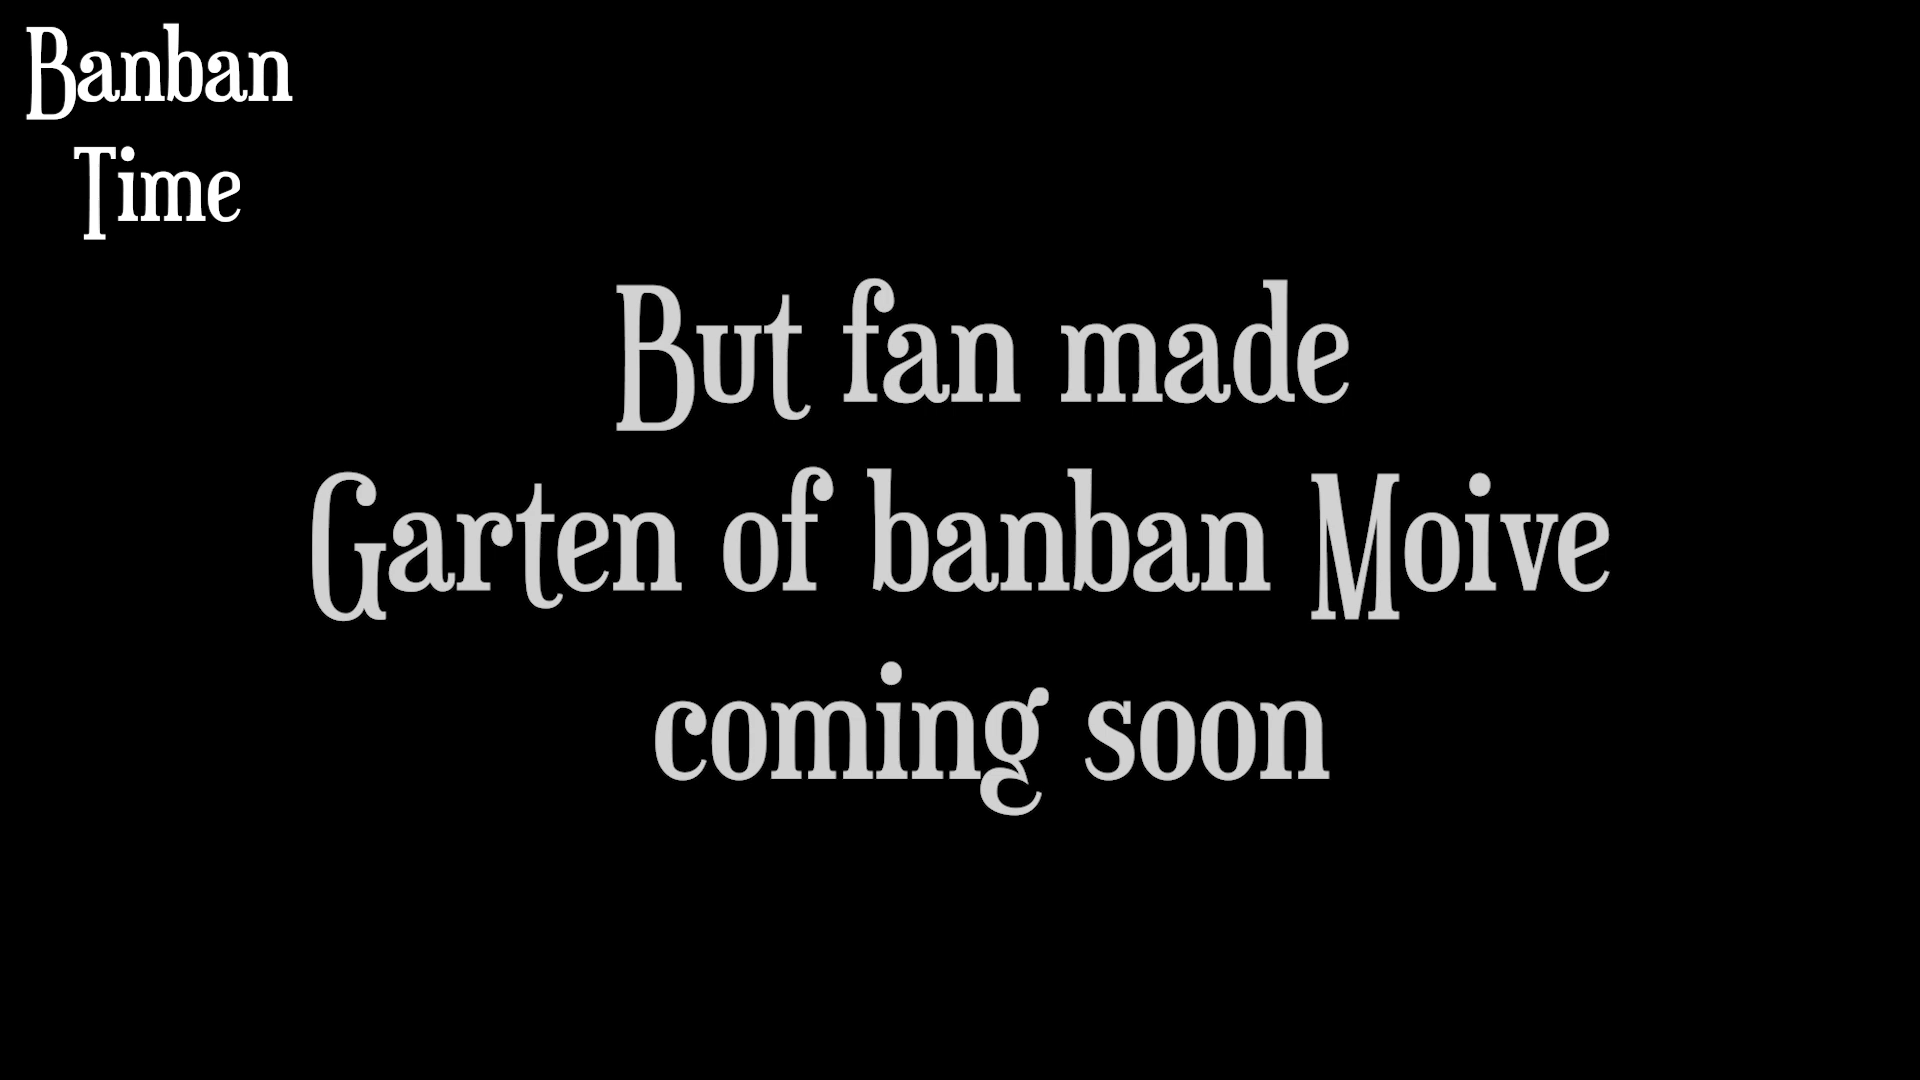 Banban
Time
But fan made
Garten of banban Moive
coming soon